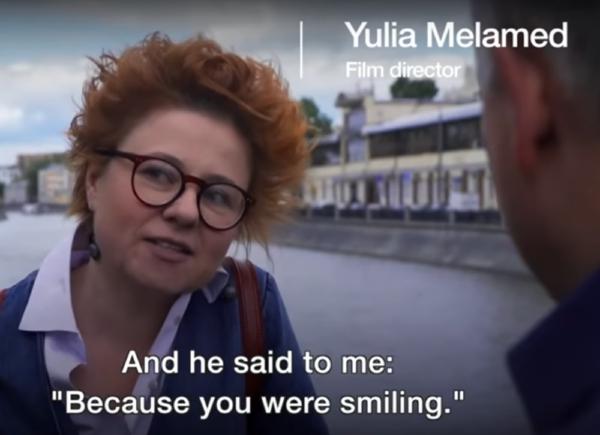 Yulia Melamed
Film director
And he said to me:
"Because you were smiling."